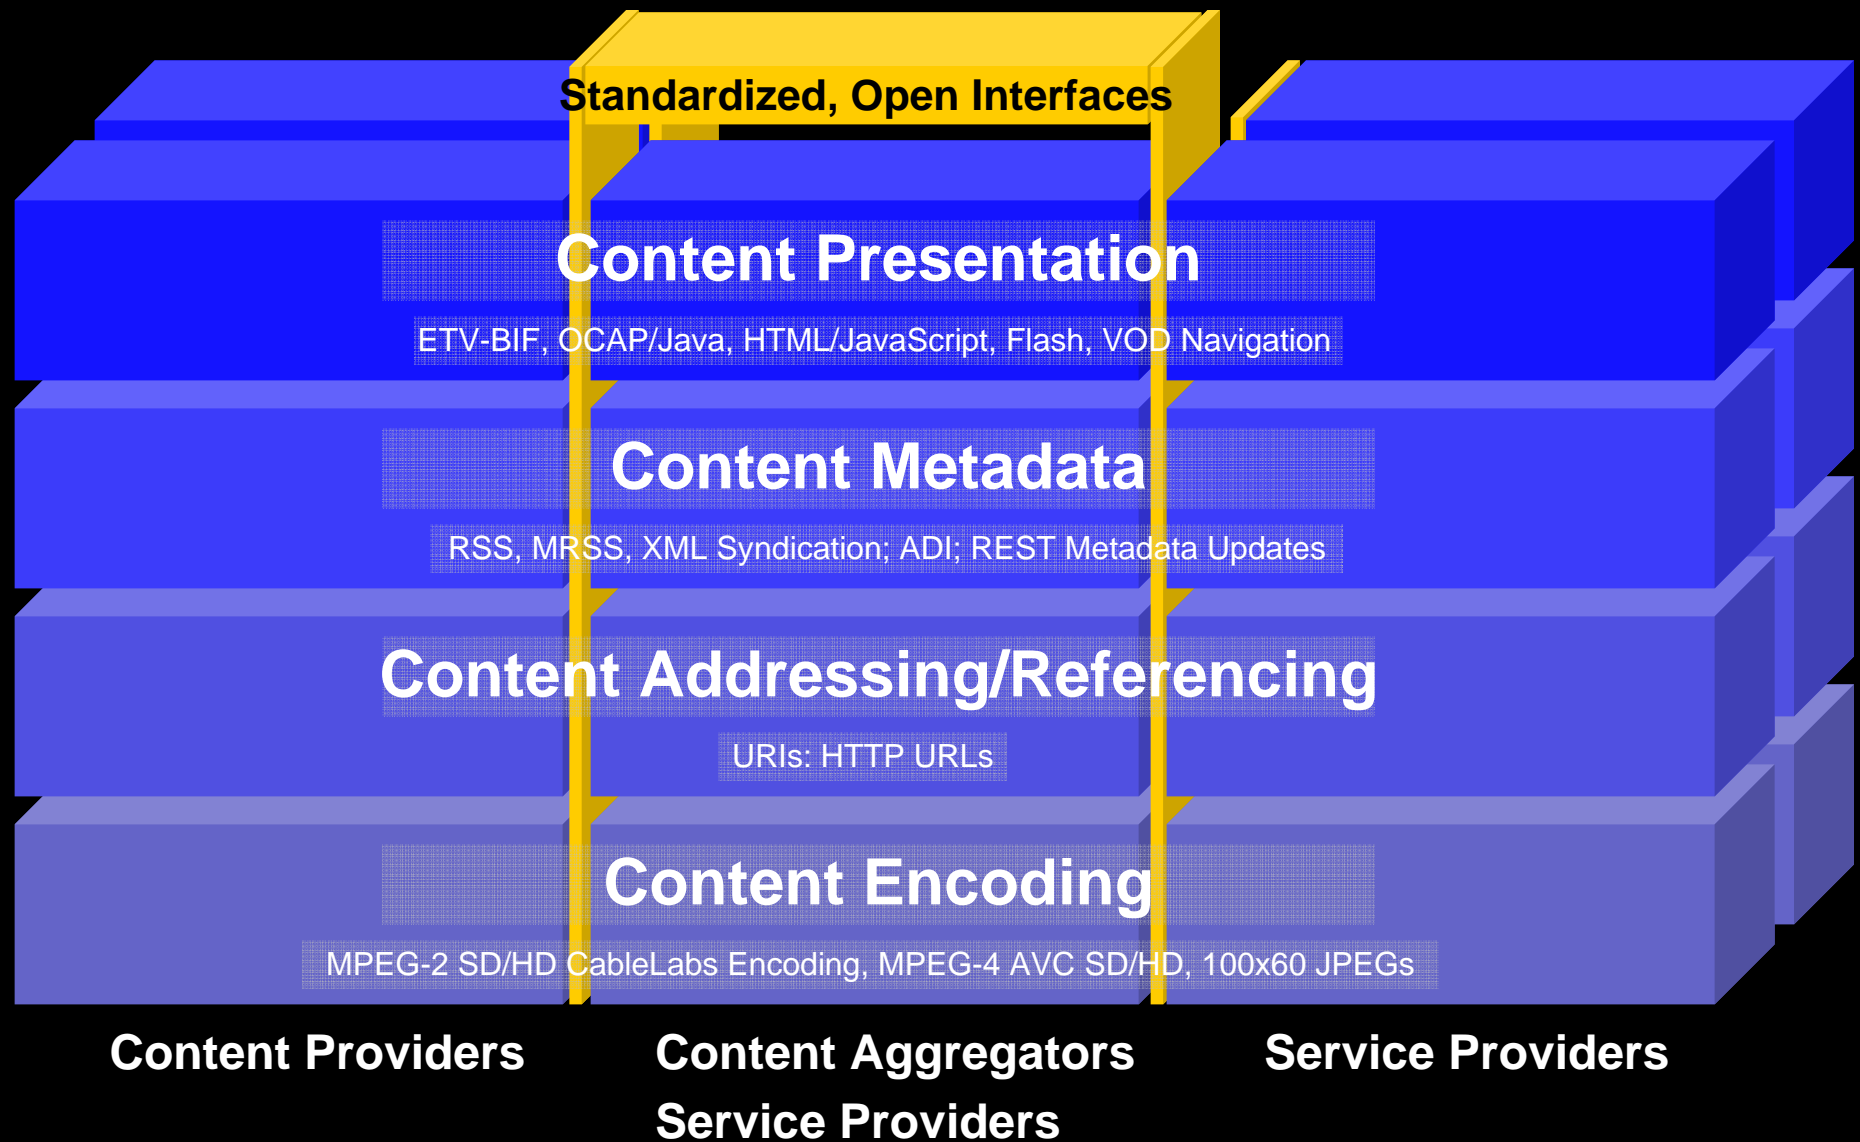 Standardized, Open Interfaces
Content Presentation
ETV-BIF, OCAP/Java, HTML/JavaScript, Flash, VOD Navigation
Content Metadata
RSS, MRSS, XML Syndication; ADI; REST Metadata Updates
Content Addressing/Referencing
URIs: HTTP URLs
Content Encoding
MPEG-2 SD/HD CableLabs Encoding, MPEG-4 AVC SD/HD, 100x60 JPEGs
Content Providers
Content Aggregators
Service Providers
Service Providers